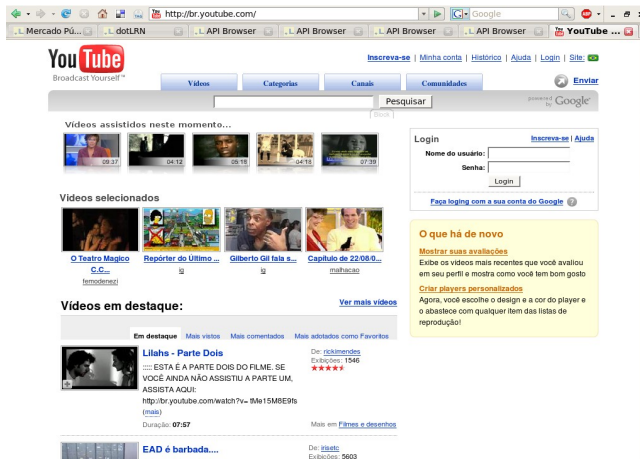 http://br.youtube.com/
Google
Mercado Pú...
.LRN
API Browser
API Browser
API Browser
API Browser
YouTube ...
You Tube
Broadcast Yourself™
Inscreva-se | Minha conta | Histórico | Ajuda | Login | Site:
Vídeos
Categorias
Canais
Comunidades
Enviar
Pesquisar
powered by Google
Book
Vídeos assistidos neste momento...
09:37
04:12
05:18
04:18
07:39
Login
Inscreva-se | Ajuda
Nome do usuário:
Senha:
Login
Faça loging com a sua conta do Google
Videos selecionados
O Teatro Magico C.C...
femodenezi
Repórter do Último ...
ig
Gilberto Gil fala s...
ig
Capítulo de 22/08/0...
malhacao
O que há de novo
Mostrar suas avaliações
Exibe os videos mais recentes que você avaliou
em seu perfil e mostra como você tem bom gosto
Criar players personalizados
Agora, você escolhe o design e a cor do player e
o abastece com qualquer item das listas de
reprodução!
Vídeos em destaque:
Ver mais vídeos
Em destaque
Mais vistos
Mais comentados
Mais adotados como Favoritos
Lilahs - Parte Dois
::::: ESTA É A PARTE DOIS DO FILME. SE
VOCÊ AINDA NÃO ASSISTIU A PARTE UM,
ASSISTA AQUI:
http://br.youtube.com/watch?v= tMe15M8E9fs
(mais)
Duração: 07:57
De: rickimendes
Exibições: 1546
Mais em Filmes e desenhos
EAD é barbada....
De: irisetc
Exibições: 5603